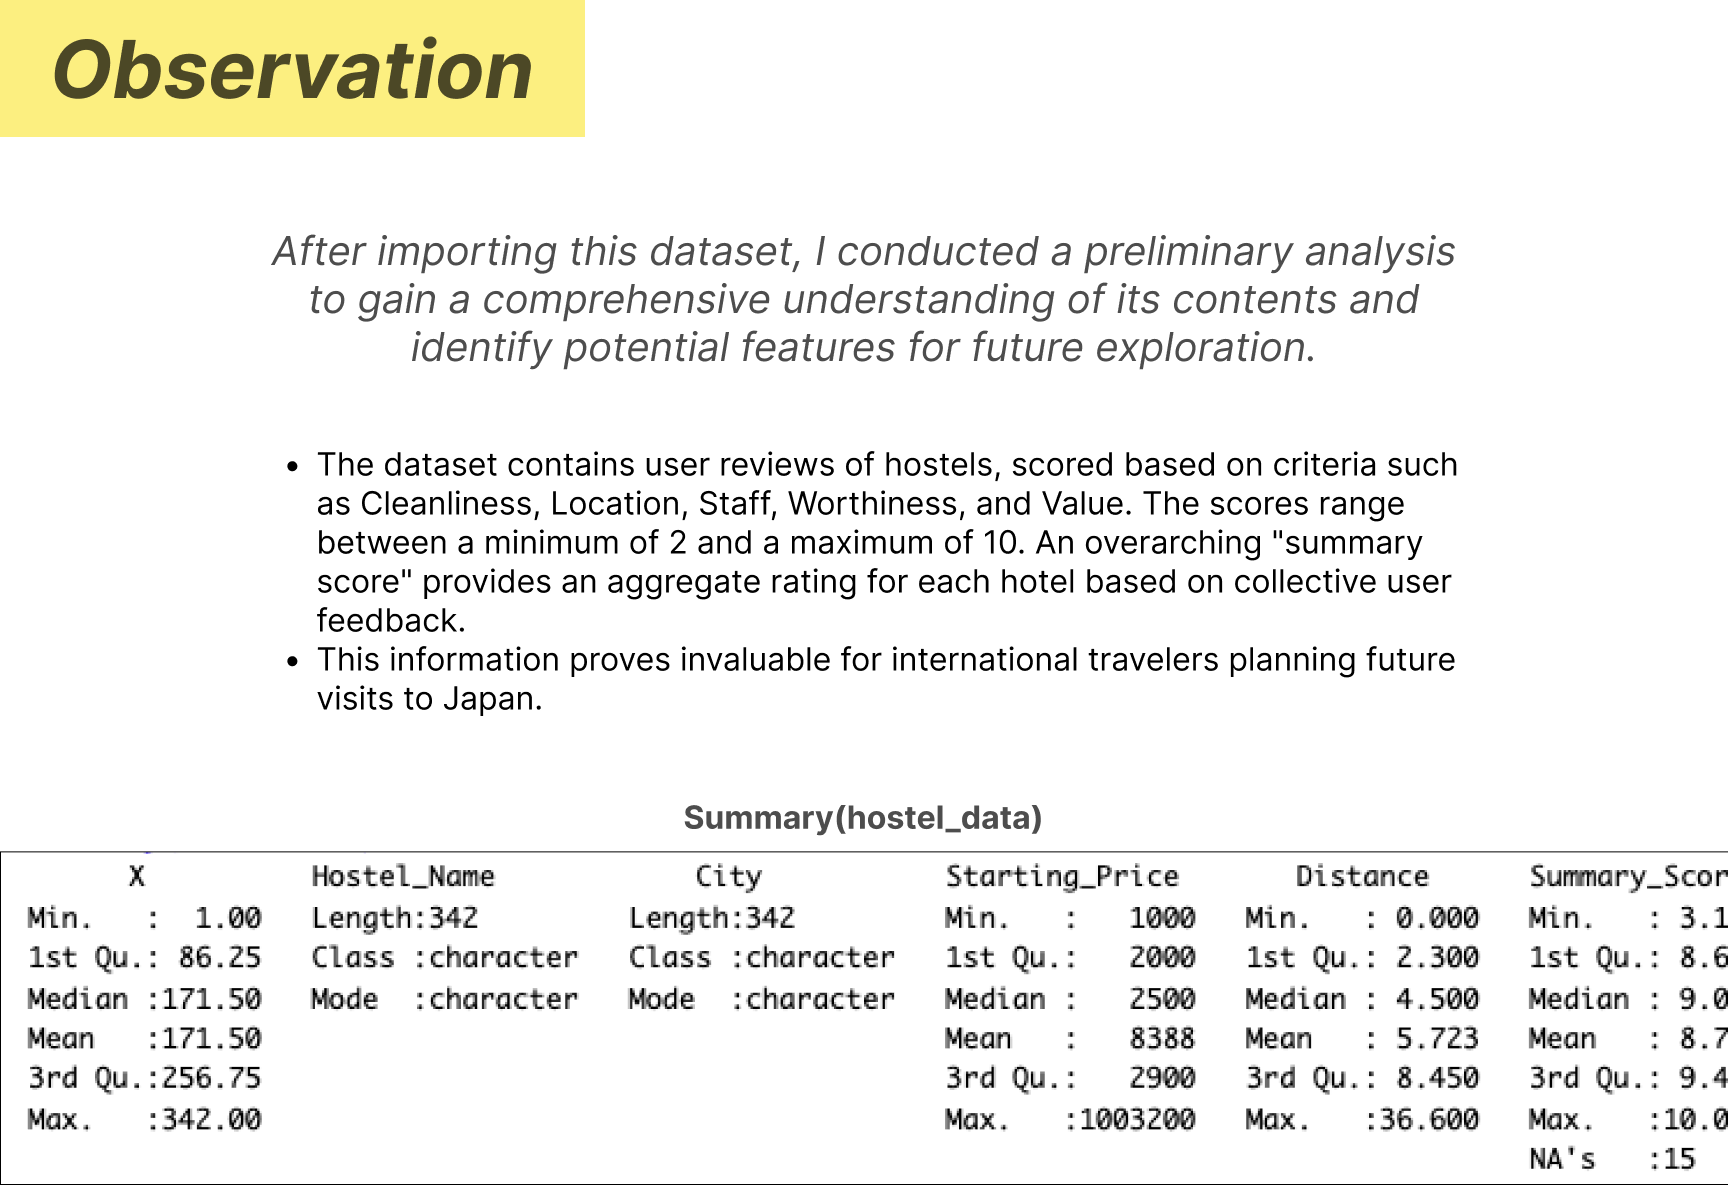 Observation
After importing this dataset, I conducted a preliminary analysis
to gain a comprehensive understanding of its contents and
identify potential features for future exploration.
• The dataset contains user reviews of hostels, scored based on criteria such
as Cleanliness, Location, Staff, Worthiness, and Value. The scores range
between a minimum of 2 and a maximum of 10. An overarching "summary
score" provides an aggregate rating for each hotel based on collective user
feedback.
• This information proves invaluable for international travelers planning future
visits to Japan.
Summary(hostel_data)
X Hostel_Name City Starting_Price Distance Summary_Scor
Min. : 1.00 Length:342 Length:342 Min. : 1000 Min. : 0.000 Min. : 3.1
1st Qu.: 86.25 Class :character Class :character 1st Qu.: 2000 1st Qu.: 2.300 1st Qu.: 8.6
Median :171.50 Mode :character Mode :character Median : 2500 Median : 4.500 Median : 9.0
Mean :171.50 Mean : 8388 Mean : 5.723 Mean : 8.7
3rd Qu.:256.75 3rd Qu.: 2900 3rd Qu.: 8.450 3rd Qu.: 9.4
Max. :342.00 Max. :1003200 Max. :36.600 Max. :10.0
NA's :15